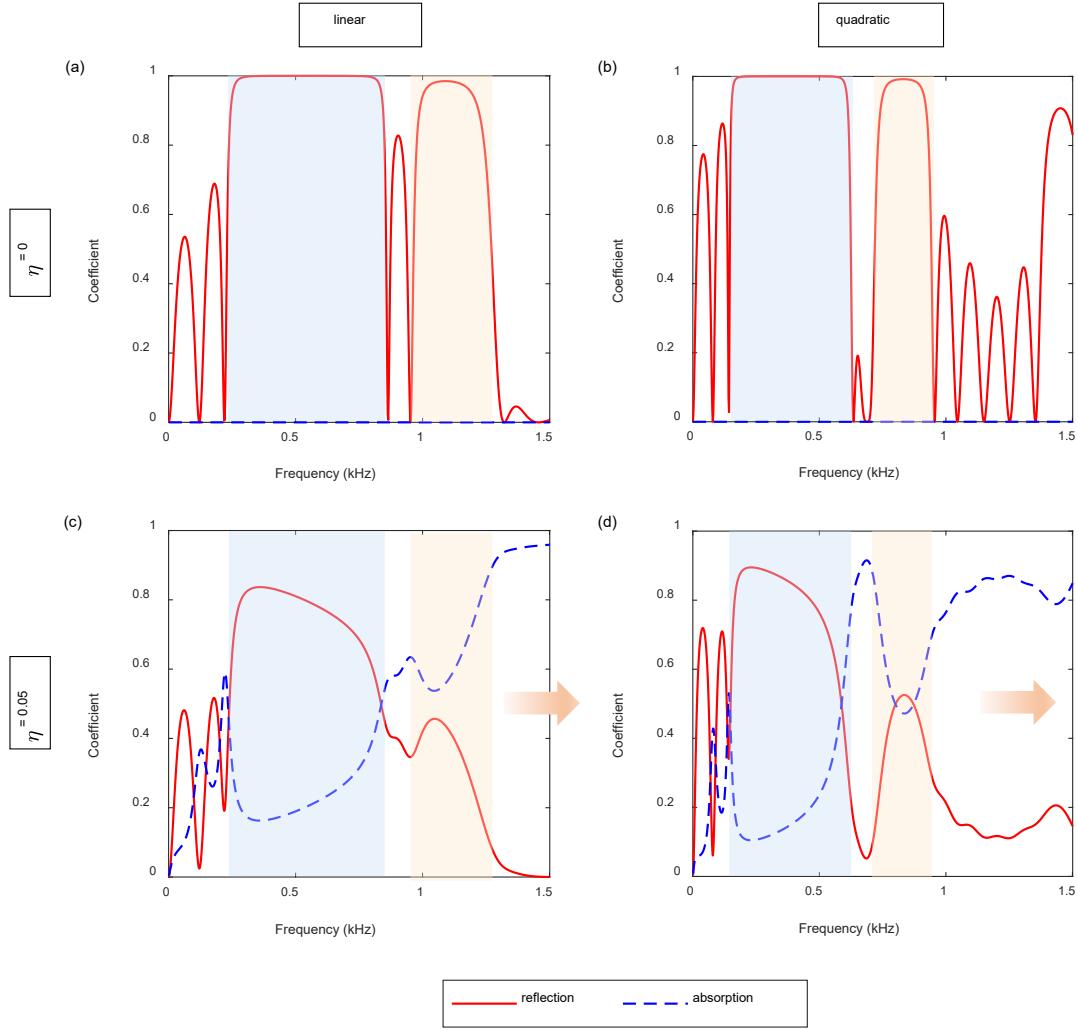 linear
quadratic
(a)
(b)
η = 0
Coefficient
1
0.8
0.6
0.4
0.2
0
0
0.5
1
1.5
Frequency (kHz)
Coefficient
1
0.8
0.6
0.4
0.2
0
0
0.5
1
1.5
Frequency (kHz)
(c)
(d)
η = 0.05
Coefficient
1
0.8
0.6
0.4
0.2
0
0
0.5
1
1.5
Frequency (kHz)
Coefficient
1
0.8
0.6
0.4
0.2
0
0
0.5
1
1.5
Frequency (kHz)
reflection
absorption